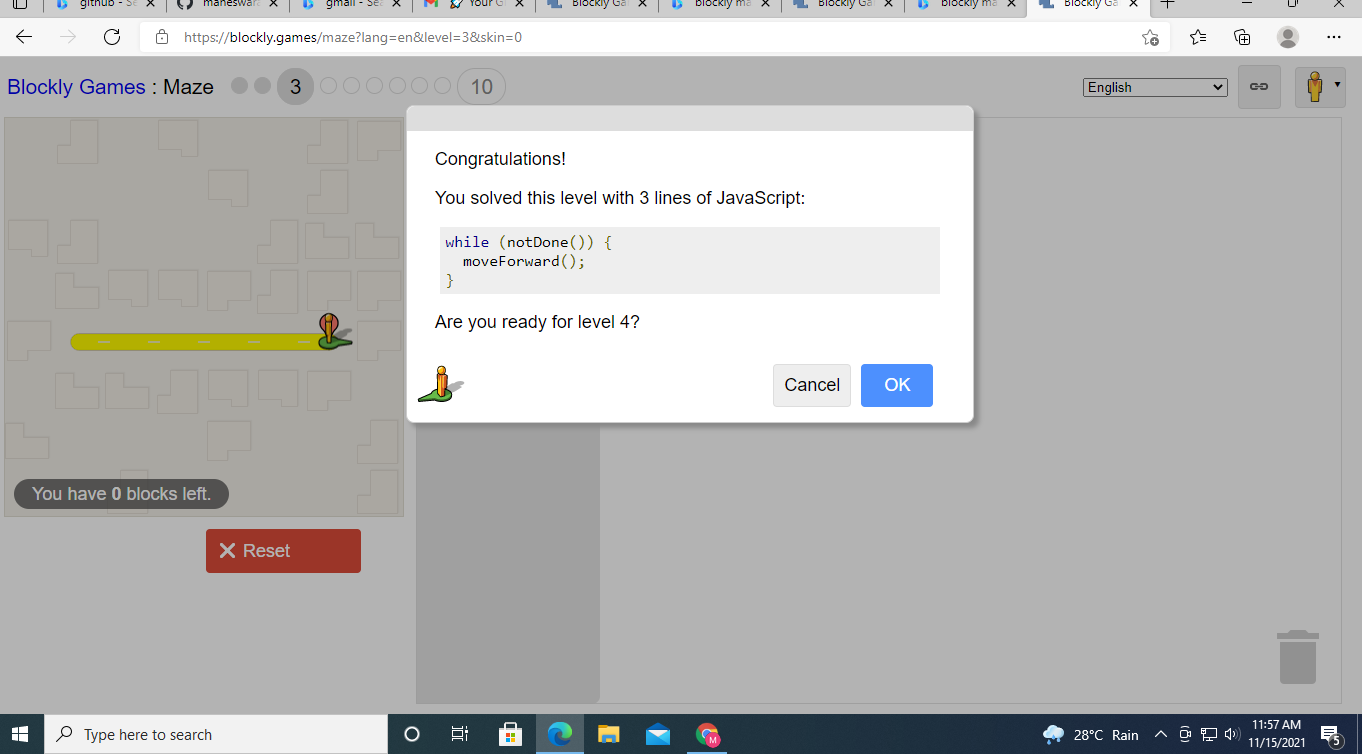 github - Se
maheswar
gmail - Sea
Your G
Blockly Ga
blockly ma
Blockly Ga
blockly ma
Blockly Ga
https://blockly.games/maze?lang=en&level=3&skin=0
Blockly Games : Maze 3 10
English
Congratulations!
You solved this level with 3 lines of JavaScript:
while (notDone()) {
moveForward();
}
Are you ready for level 4?
Cancel OK
You have 0 blocks left.
Reset
Type here to search
M
28°C Rain
11:57 AM
11/15/2021
5